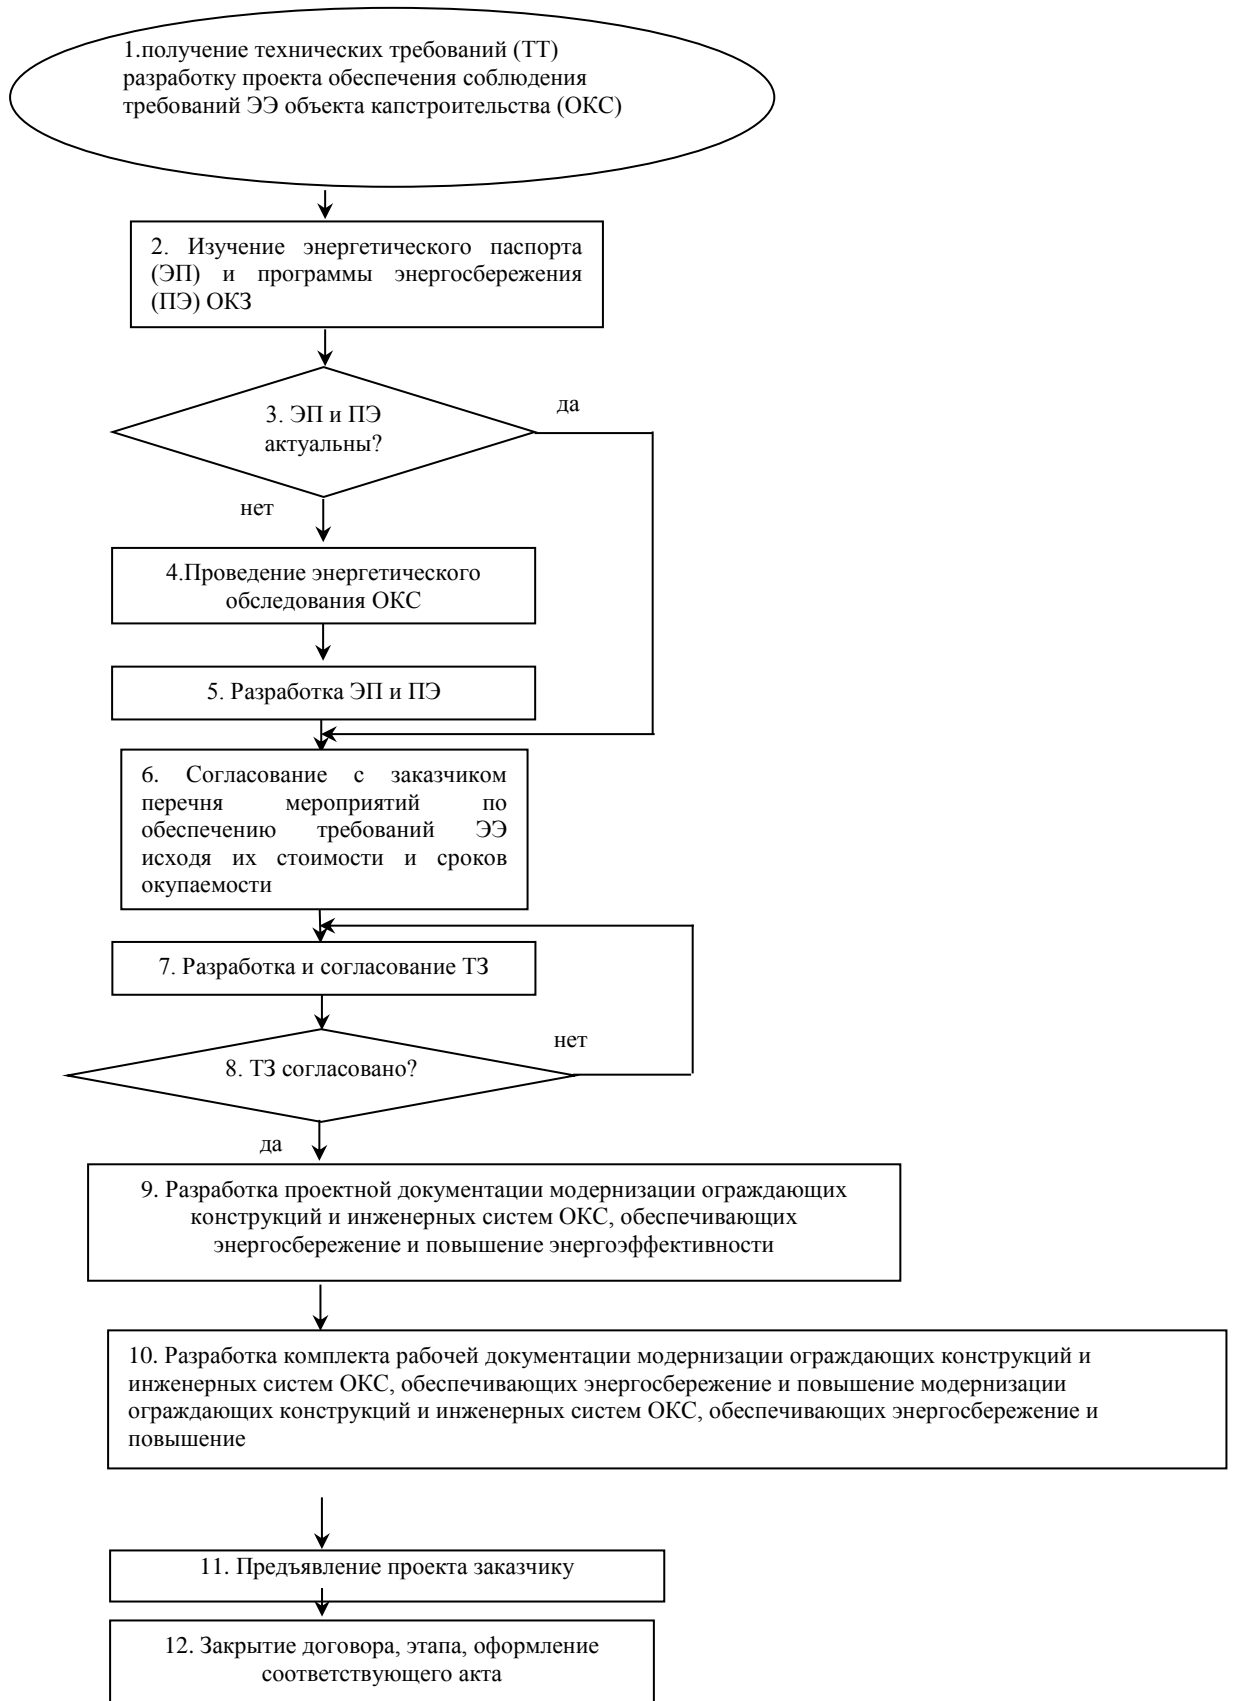 1.получение технических требований (ТТ)
разработку проекта обеспечения соблюдения
требований ЭЭ объекта капстроительства (ОКС)
2. Изучение энергетического паспорта
(ЭП) и программы энергосбережения
(ПЭ) ОКЗ
3. ЭП и ПЭ
актуальны?
да
нет
4.Проведение энергетического
обследования ОКС
5. Разработка ЭП и ПЭ
6. Согласование с заказчиком
перечня мероприятий по
обеспечению требований ЭЭ
исходя их стоимости и сроков
окупаемости
7. Разработка и согласование ТЗ
8. ТЗ согласовано?
нет
да
9. Разработка проектной документации модернизации ограждающих
конструкций и инженерных систем ОКС, обеспечивающих
энергосбережение и повышение энергоэффективности
10. Разработка комплекта рабочей документации модернизации ограждающих конструкций и
инженерных систем ОКС, обеспечивающих энергосбережение и повышение модернизации
ограждающих конструкций и инженерных систем ОКС, обеспечивающих энергосбережение и
повышение
11. Предъявление проекта заказчику
12. Закрытие договора, этапа, оформление
соответствующего акта